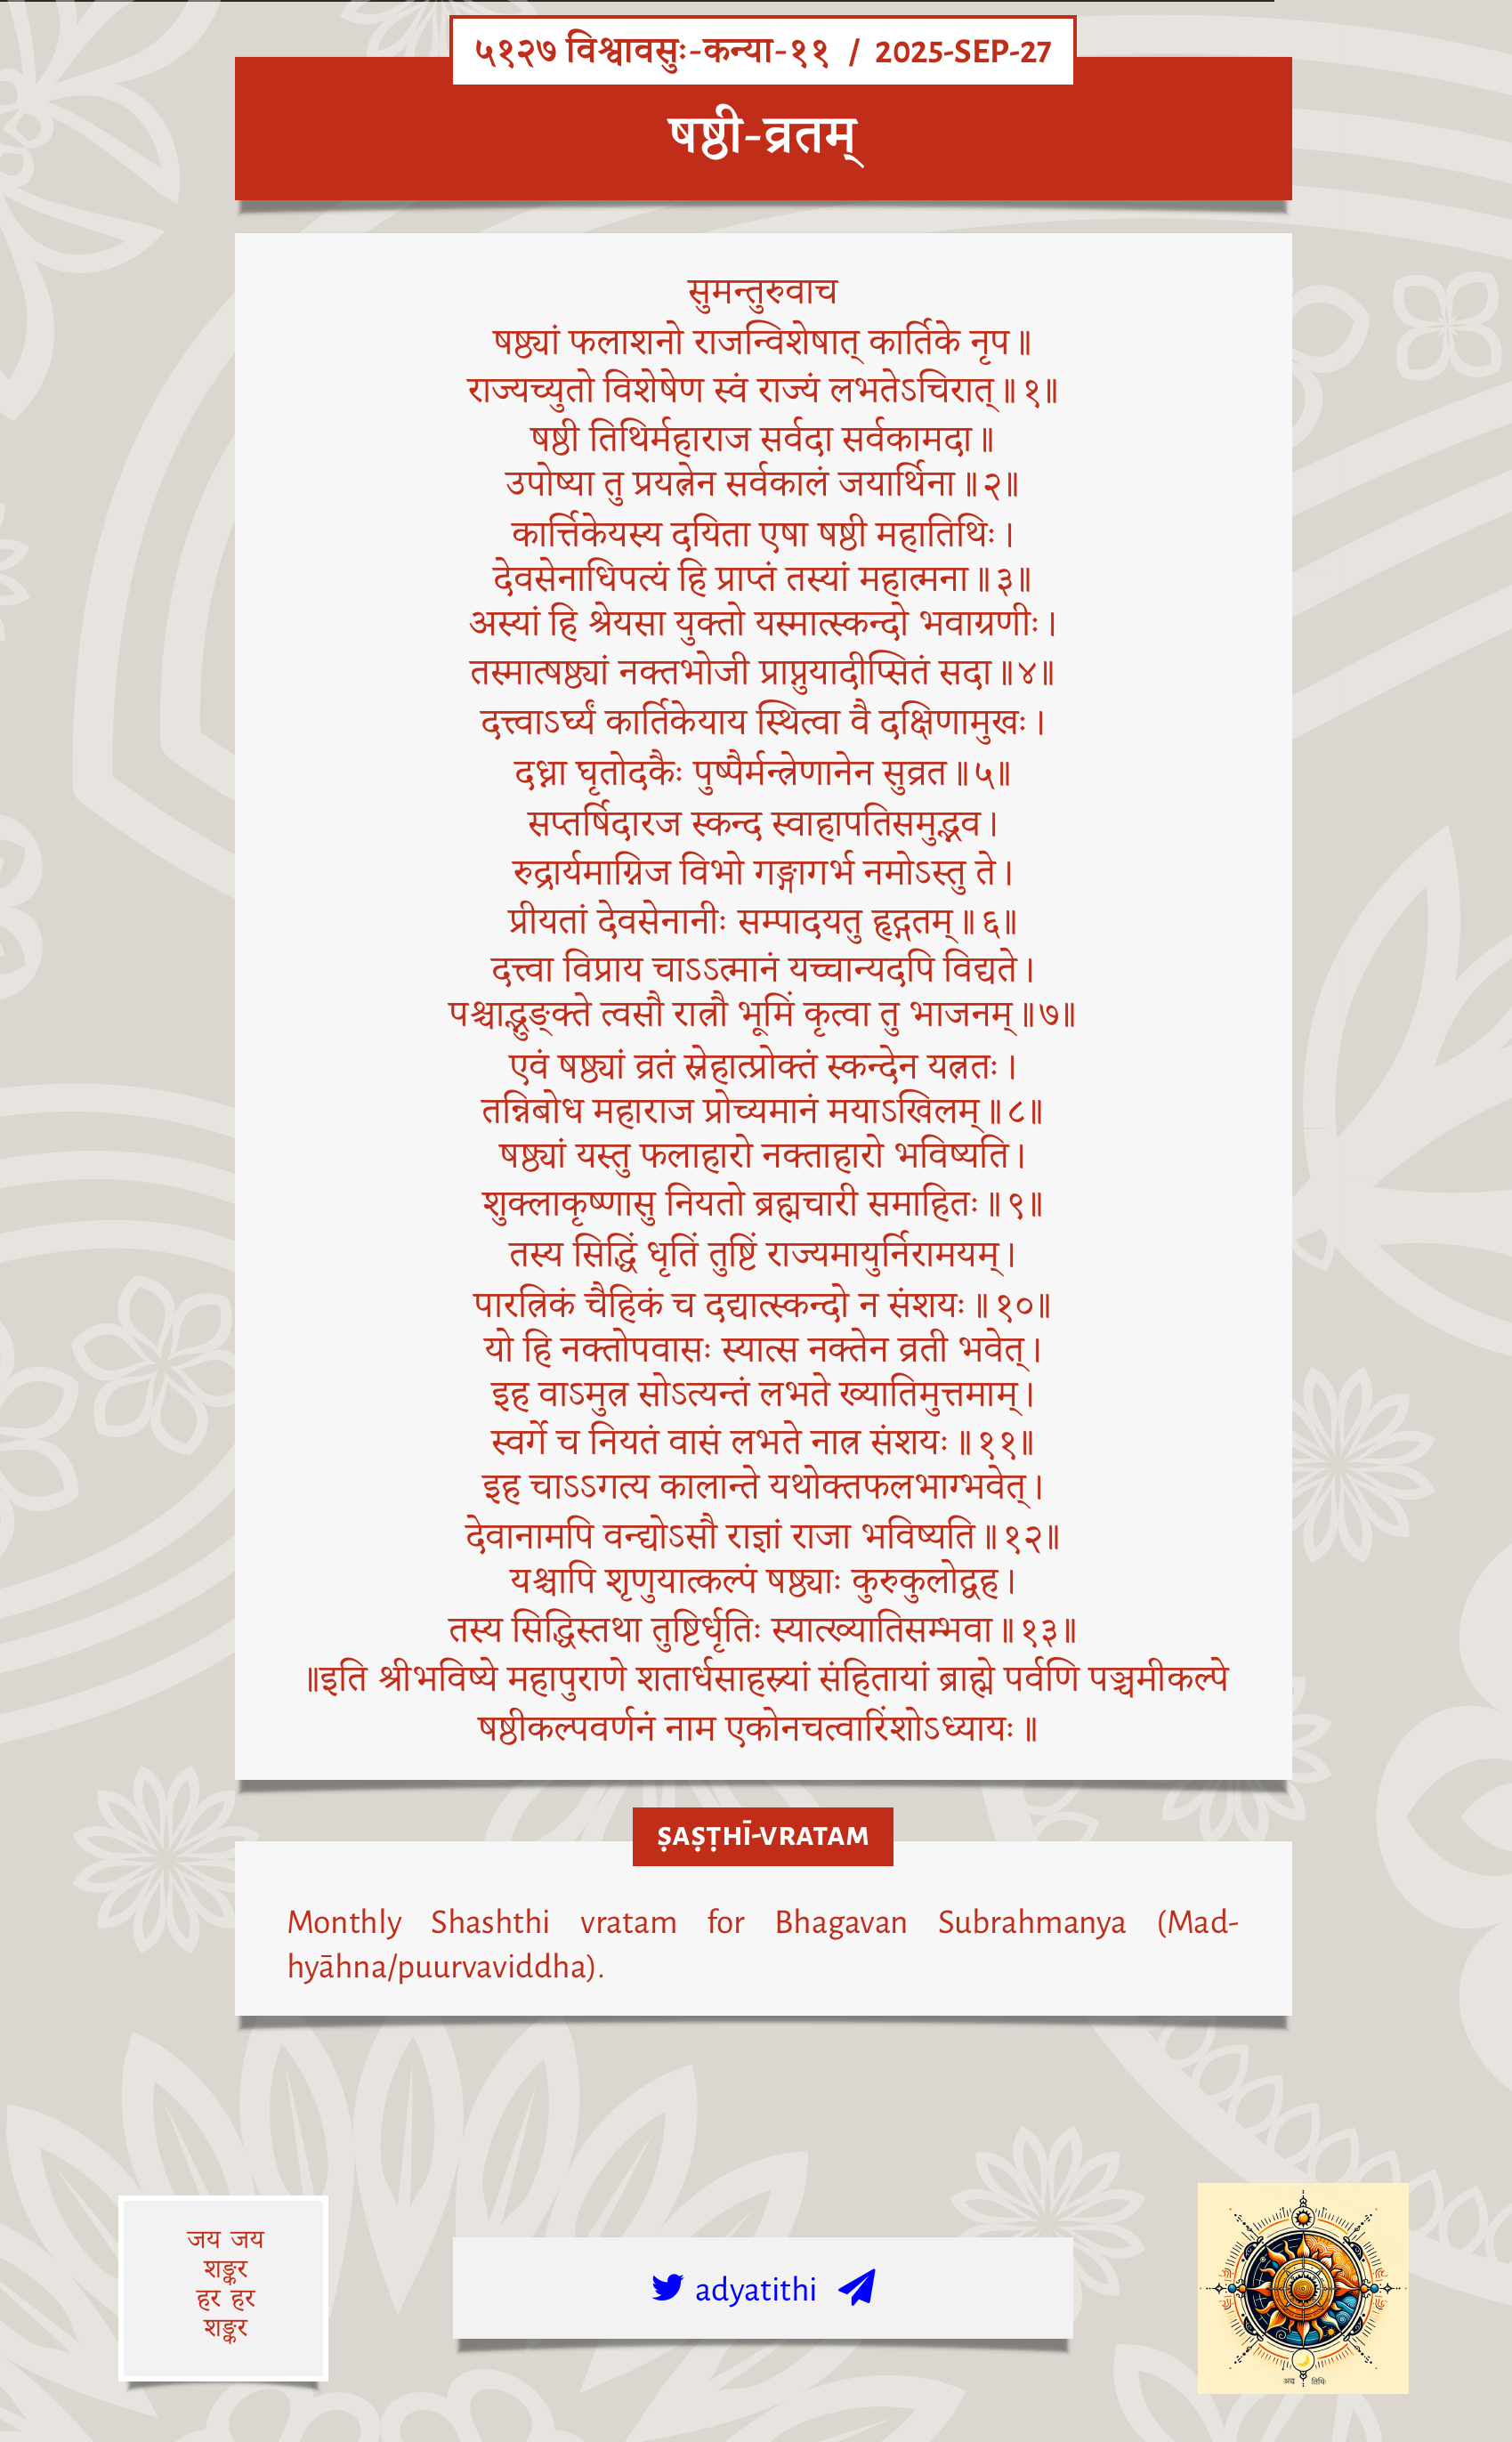 ५१२७ विश्वावसुः-कन्या-११ / 2025-SEP-27
षष्ठी-व्रतम्
सुमन्तुरुवाच
षष्ठ्यां फलाशनो राजन्विशेषात् कार्तिके नृप॥
राज्यच्युतो विशेषेण स्वं राज्यं लभतेऽचिरात्॥१॥
षष्ठी तिथिर्महाराज सर्वदा सर्वकामदा॥
उपोष्या तु प्रयत्नेन सर्वकालं जयार्थिना॥२॥
कार्त्तिकेयस्य दयिता एषा षष्ठी महातिथिः।
देवसेनाधिपत्यं हि प्राप्तं तस्यां महात्मना॥३॥
अस्यां हि श्रेयसा युक्तो यस्मात्स्कन्दो भवाग्रणीः।
तस्मात्षष्ठ्यां नक्तभोजी प्राप्नुयादीप्सितं सदा॥४॥
दत्त्वाऽर्घ्यं कार्तिकेयाय स्थित्वा वै दक्षिणामुखः।
दध्ना घृतोदकैः पुष्पैर्मन्त्रेणानेन सुव्रत॥५॥
सप्तर्षिदारज स्कन्द स्वाहापतिसमुद्भव।
रुद्रार्यमाग्निज विभो गङ्गागर्भ नमोऽस्तु ते।
प्रीयतां देवसेनानीः सम्पादयतु हृद्गतम्॥६॥
दत्त्वा विप्राय चाऽऽत्मानं यच्चान्यदपि विद्यते।
पश्चाद्भुङ्क्ते त्वसौ रात्रौ भूमिं कृत्वा तु भाजनम्॥७॥
एवं षष्ठ्यां व्रतं स्नेहात्प्रोक्तं स्कन्देन यत्नतः।
तन्निबोध महाराज प्रोच्यमानं मयाऽखिलम्॥८॥
षष्ठ्यां यस्तु फलाहारो नक्ताहारो भविष्यति।
शुक्लाकृष्णासु नियतो ब्रह्मचारी समाहितः॥९॥
तस्य सिद्धिं धृतिं तुष्टिं राज्यमायुर्निरामयम्।
पारत्रिकं चैहिकं च दद्यात्स्कन्दो न संशयः॥१०॥
यो हि नक्तोपवासः स्यात्स नक्तेन व्रती भवेत्।
इह वाऽमुत्र सोऽत्यन्तं लभते ख्यातिमुत्तमाम्।
स्वर्गे च नियतं वासं लभते नात्र संशयः॥११॥
इह चाऽऽगत्य कालान्ते यथोक्तफलभाग्भवेत्।
देवानामपि वन्द्योऽसौ राज्ञां राजा भविष्यति॥१२॥
यश्चापि शृणुयात्कल्पं षष्ठ्याः कुरुकुलोद्वह।
तस्य सिद्धिस्तथा तुष्टिर्धृतिः स्यात्ख्यातिसम्भवा॥१३॥
॥इति श्रीभविष्ये महापुराणे शतार्धसाहस्र्यां संहितायां ब्राह्मे पर्वणि पञ्चमीकल्पे
षष्ठीकल्पवर्णनं नाम एकोनचत्वारिंशोऽध्यायः॥
ṢAṢṬHĪ-VRATAM
Monthly Shashthi vratam for Bhagavan Subrahmanya (Mad-
hyāhna/puurvaviddha).
जय जय
शङ्कर
हर हर
शङ्कर
adyatithi
अद्य तिथिः